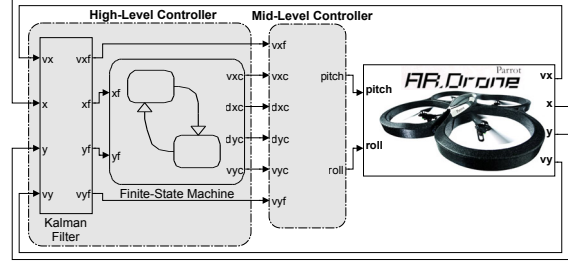 High-Level Controller
Mid-Level Controller
vx
x
y
vy
vxf
xf
yf
vyf
Kalman
Filter
xf
yf
Finite-State Machine
vxc
dxc
dyc
vyc
vxf
vxc
dxc
dyc
vyc
vyf
pitch
roll
pitch
roll
Parrot
AR.Drone
vx
x
y
vy